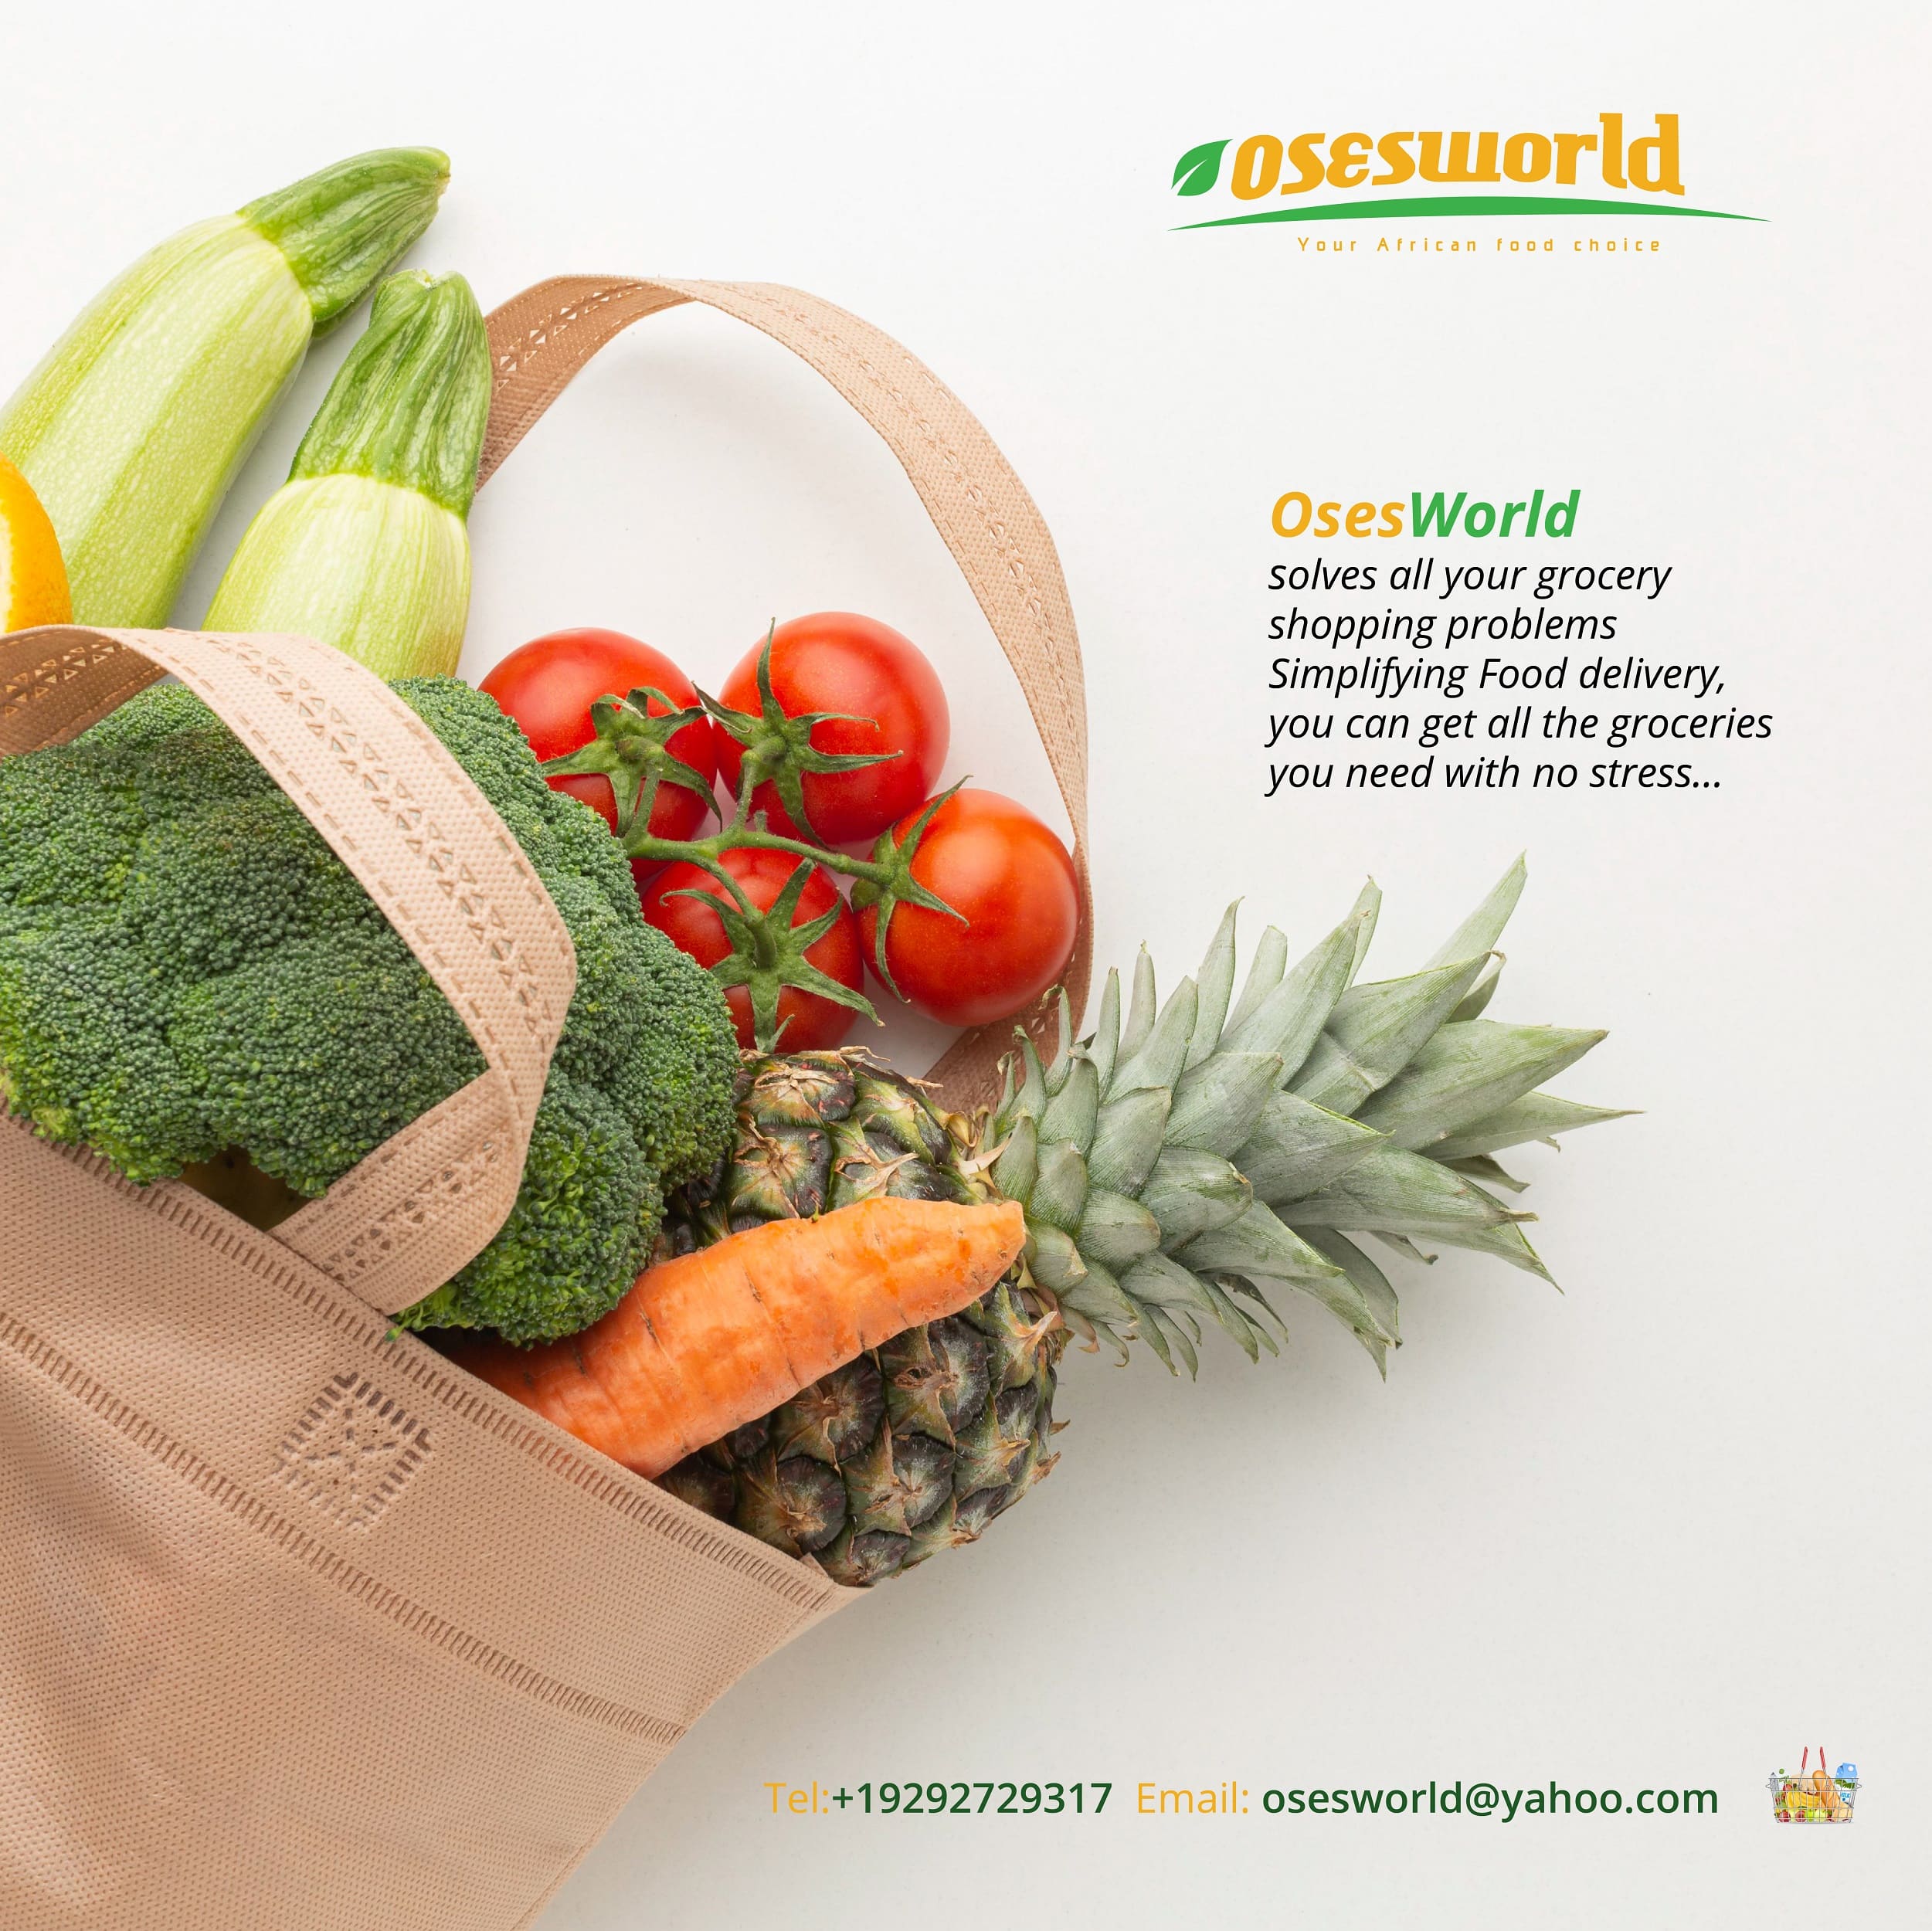 osesworld
Your African food choice
OsesWorld
solves all your grocery
shopping problems
Simplifying Food delivery,
you can get all the groceries
you need with no stress...
Tel:+19292729317 Email: osesworld@yahoo.com